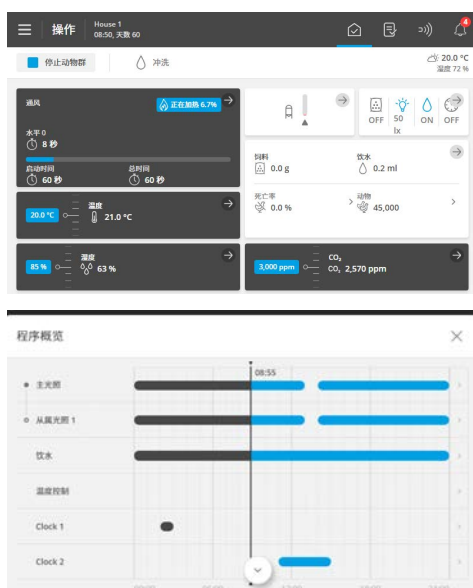 操作
House 1
08:50, 天数 60
4
停止动物群
冲洗
20.0 °C
湿度 72 %
通风
正在加热 6.7%
水平 0
8 秒
启动时间
总时间
60 秒
60 秒
OFF
50 lx
ON
OFF
饲料
饮水
0.0 g
0.2 ml
死亡率
动物
0.0 %
45,000
温度
20.0 °C
21.0 °C
湿度
85 %
63 %
CO₂
3,000 ppm
CO₂ 2,570 ppm
程序概览
08:55
主光照
从属光照 1
饮水
温度控制
Clock 1
Clock 2